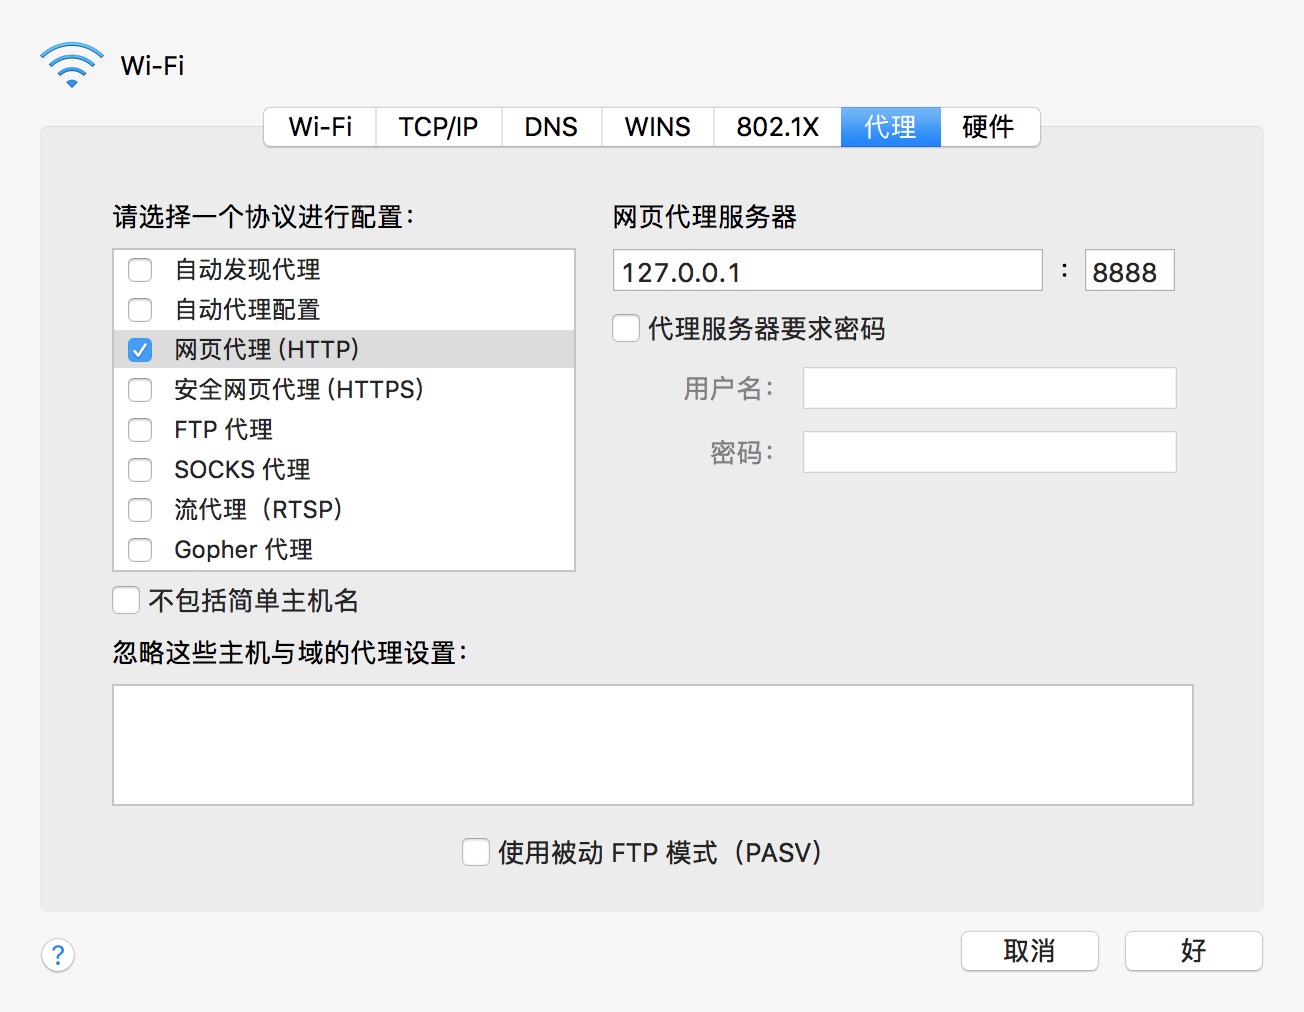 Wi-Fi
Wi-Fi TCP/IP DNS WINS 802.1X 代理 硬件
请选择一个协议进行配置：
自动发现代理
自动代理配置
网页代理 (HTTP)
安全网页代理 (HTTPS)
FTP 代理
SOCKS 代理
流代理（RTSP）
Gopher 代理
不包括简单主机名
网页代理服务器
127.0.0.1 : 8888
代理服务器要求密码
用户名：
密码：
忽略这些主机与域的代理设置：
使用被动 FTP 模式（PASV）
?
取消 好